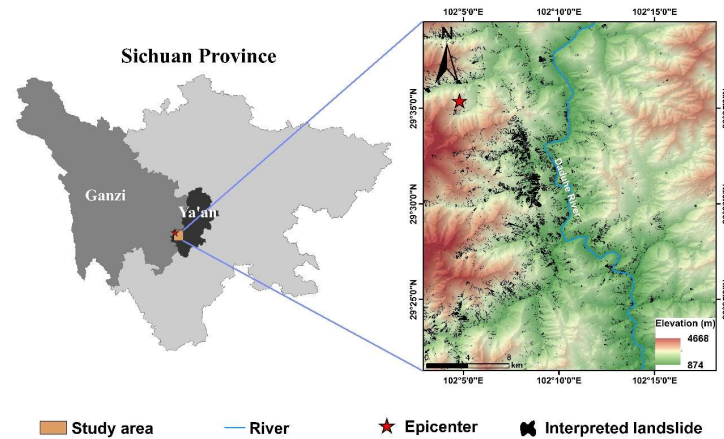 Sichuan Province
Ganzi
Ya'an
102°5'0"E
102°10'0"E
102°15'0"E
N
29°35'0"N
29°30'0"N
29°25'0"N
Daduhe River
Elevation (m)
4668
874
0 4 8
km
102°5'0"E
102°10'0"E
102°15'0"E
Study area
River
Epicenter
Interpreted landslide